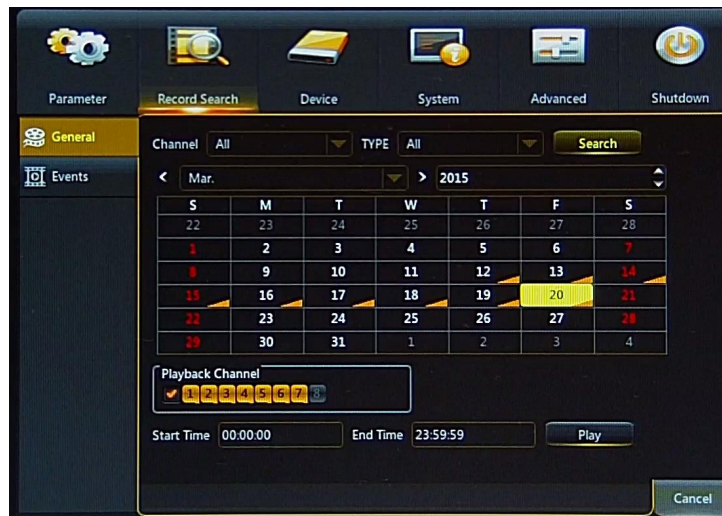 Parameter Record Search Device System Advanced Shutdown
General
Events
Channel All TYPE All Search
< Mar. > 2015
S M T W T F S
22 23 24 25 26 27 28
1 2 3 4 5 6 7
8 9 10 11 12 13 14
15 16 17 18 19 20 21
22 23 24 25 26 27 28
29 30 31 1 2 3 4
Playback Channel
1 2 3 4 5 6 7 8
Start Time 00:00:00 End Time 23:59:59 Play
Cancel